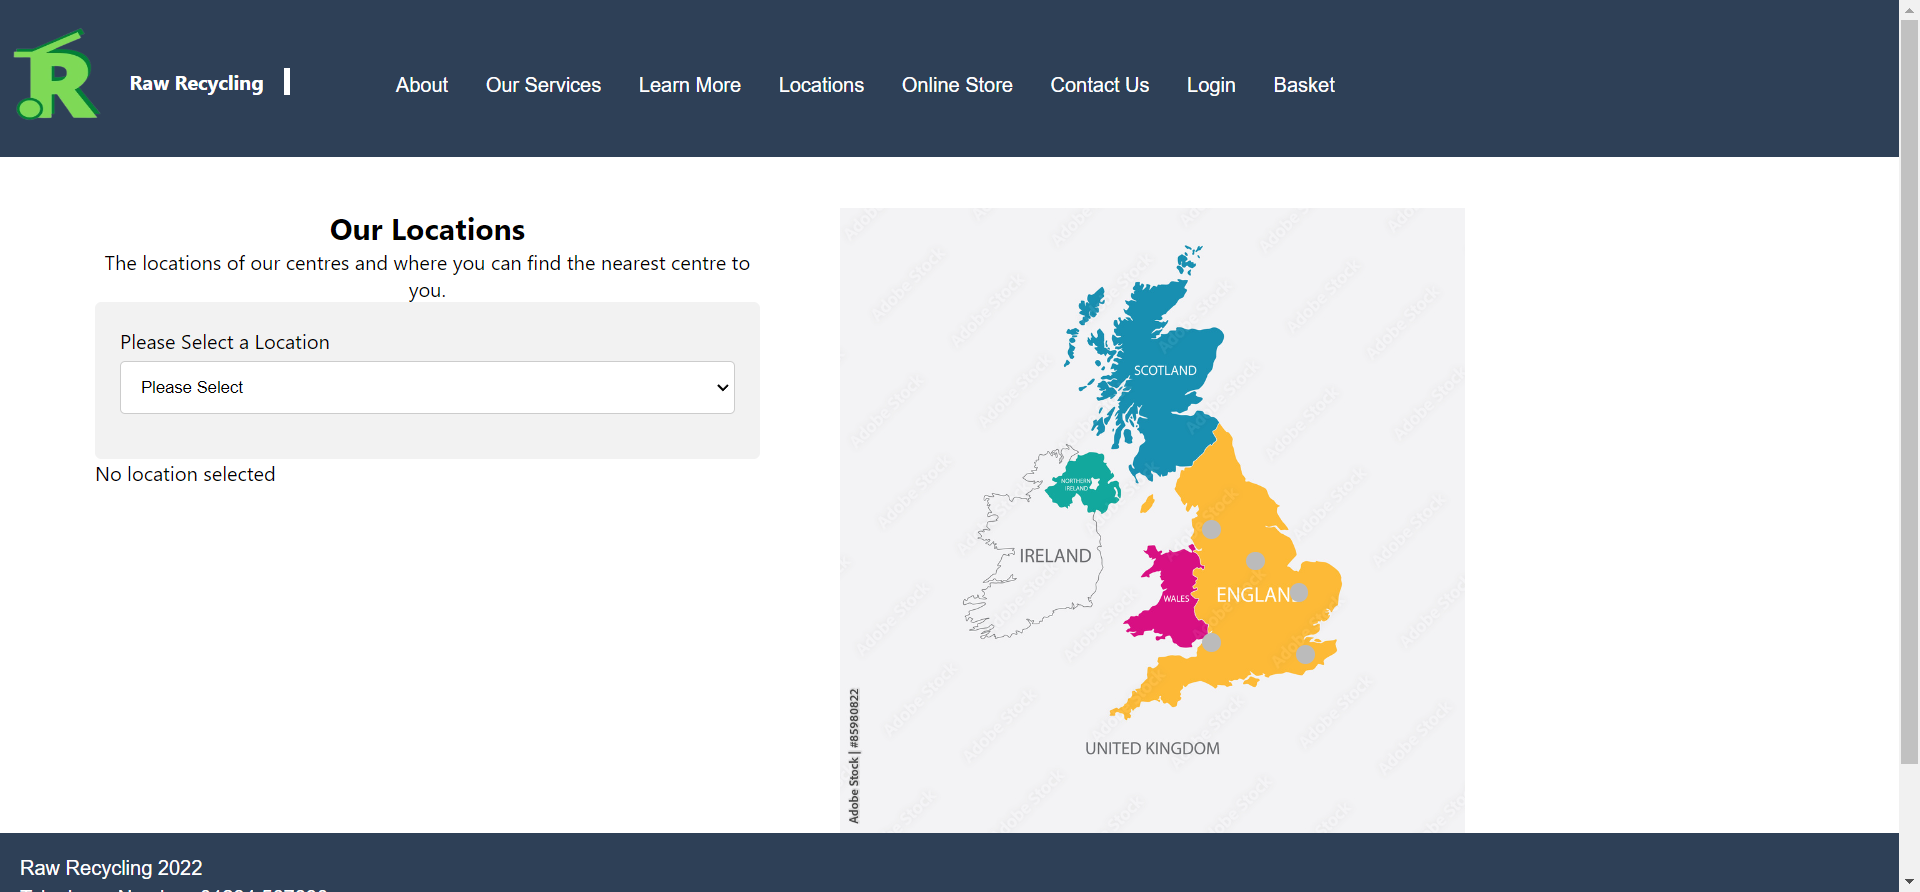 R
Raw Recycling
About Our Services Learn More Locations Online Store Contact Us Login Basket
Our Locations
The locations of our centres and where you can find the nearest centre to
you.
Please Select a Location
Please Select
No location selected
SCOTLAND
NORTHERN
IRELAND
IRELAND
WALES
ENGLAN
UNITED KINGDOM
Adobe Stock | #85980822
Raw Recycling 2022